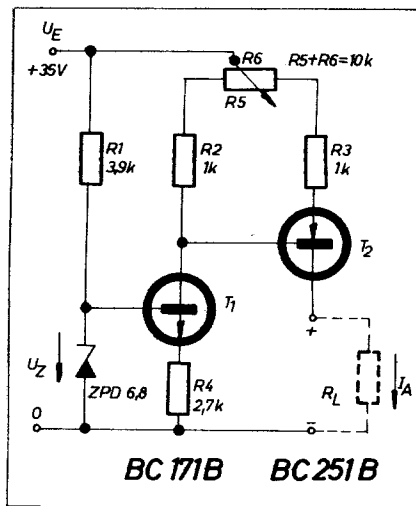 U_E
+35V
R6
R5
R5+R6=10k
R1
3,9k
R2
1k
R3
1k
T2
T1
+
U_Z
ZPD 6,8
R4
2,7k
R_L
I_A
0
-
BC 171B
BC 251B